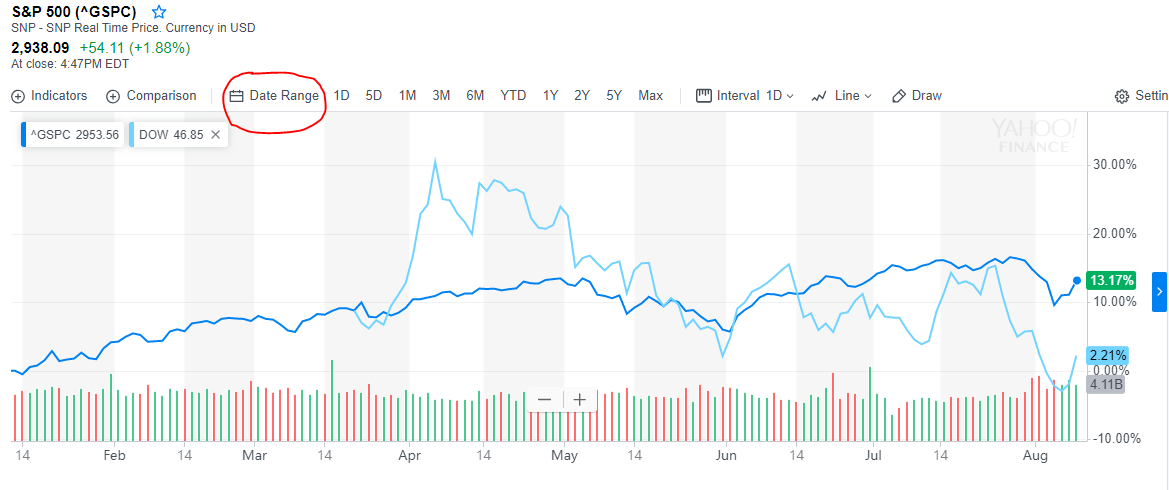 S&P 500 (^GSPC)
SNP - SNP Real Time Price. Currency in USD
2,938.09 +54.11 (+1.88%)
At close: 4:47PM EDT
Indicators Comparison Date Range 1D 5D 1M 3M 6M YTD 1Y 2Y 5Y Max Interval 1D Line Draw Settin
^GSPC 2953.56 DOW 46.85
YAHOO!
FINANCE
30.00%
20.00%
13.17%
10.00%
2.21%
0.00%
4.11B
-10.00%
14 Feb 14 Mar 14 Apr 14 May 14 Jun 14 Jul 14 Aug